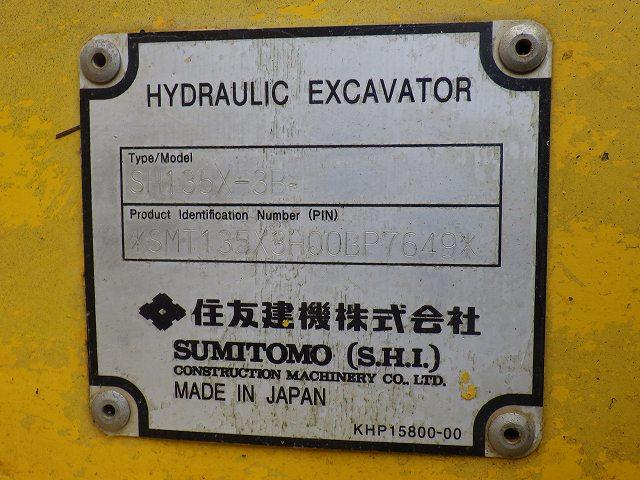 HYDRAULIC EXCAVATOR
Type/Model
SH135X-3B-
Product Identification Number (PIN)
*SMT135X3H00BP7649*
住友建機株式会社
SUMITOMO (S.H.I.)
CONSTRUCTION MACHINERY CO., LTD.
MADE IN JAPAN
KHP15800-00